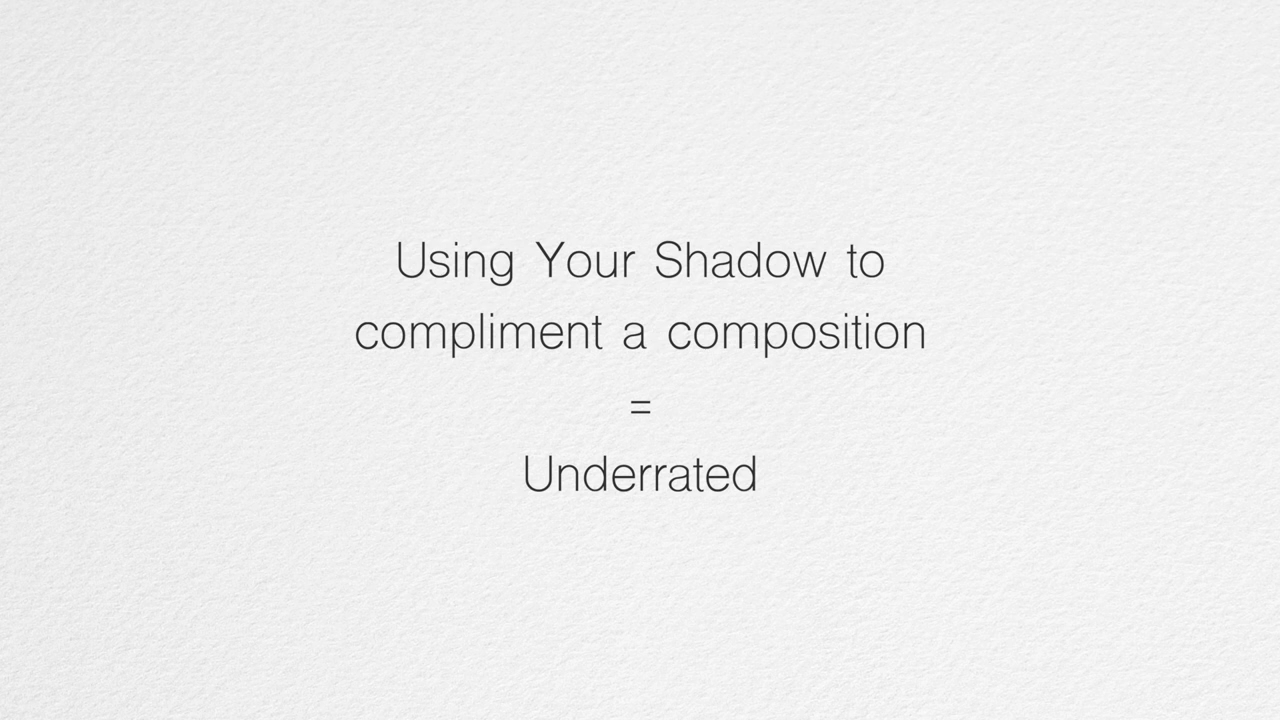 Using Your Shadow to
compliment a composition
=
Underrated